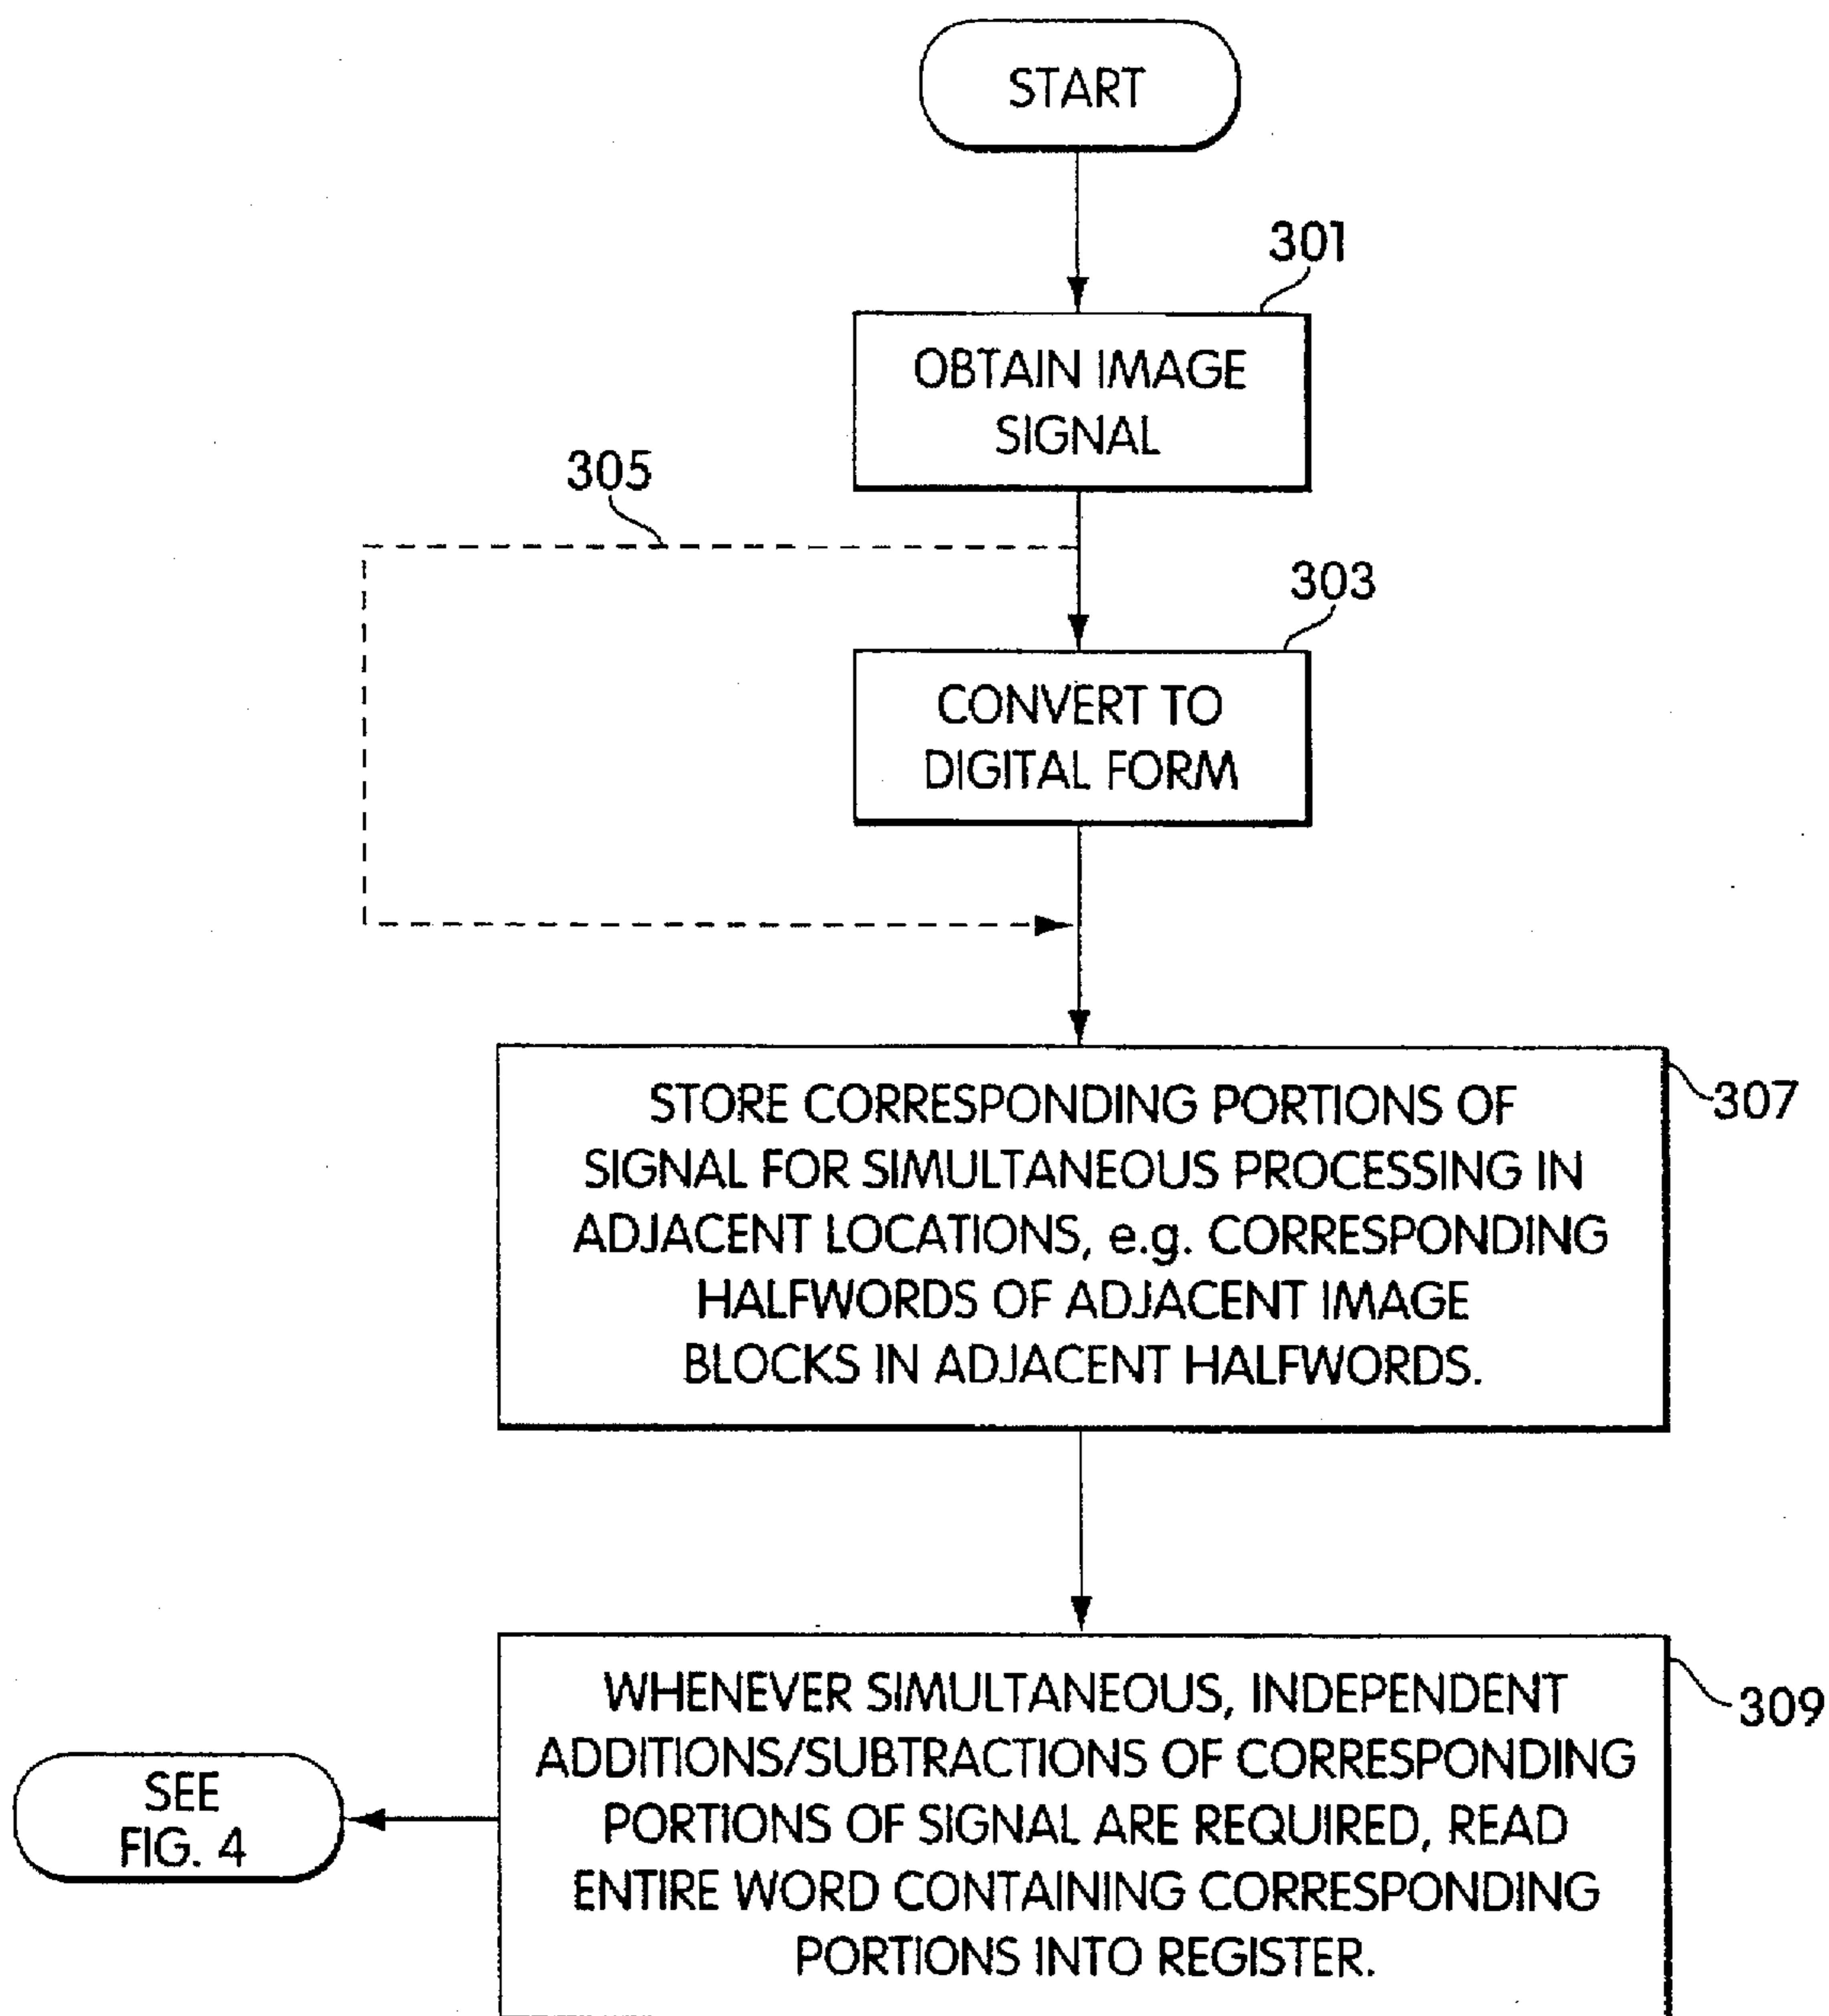 START
301
OBTAIN IMAGE
SIGNAL
305
303
CONVERT TO
DIGITAL FORM
307
STORE CORRESPONDING PORTIONS OF
SIGNAL FOR SIMULTANEOUS PROCESSING IN
ADJACENT LOCATIONS, e.g. CORRESPONDING
HALFWORDS OF ADJACENT IMAGE
BLOCKS IN ADJACENT HALFWORDS.
309
WHENEVER SIMULTANEOUS, INDEPENDENT
ADDITIONS/SUBTRACTIONS OF CORRESPONDING
PORTIONS OF SIGNAL ARE REQUIRED, READ
ENTIRE WORD CONTAINING CORRESPONDING
PORTIONS INTO REGISTER.
SEE
FIG. 4